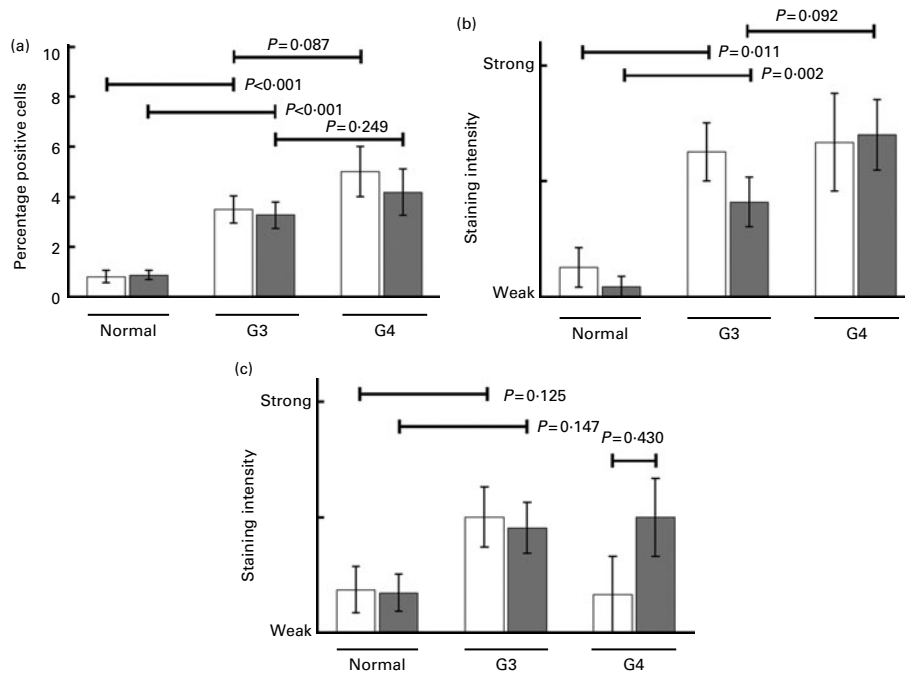 (a)
10
8
6
4
2
0
Percentage positive cells
P=0·087
P<0·001
P<0·001
P=0·249
Normal G3 G4
(b)
Strong
Weak
Staining intensity
P=0·092
P=0·011
P=0·002
Normal G3 G4
(c)
Strong
Weak
Staining intensity
P=0·125
P=0·147
P=0·430
Normal G3 G4